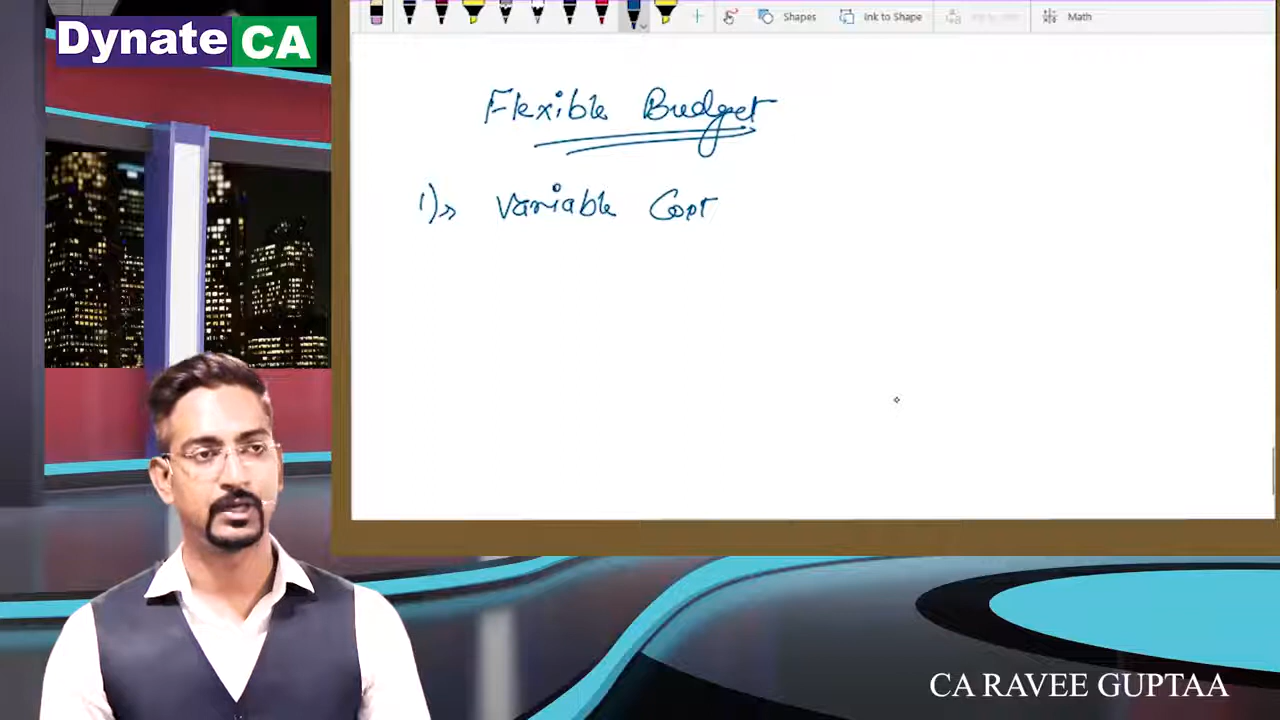 Dynate CA
Shapes
Ink to Shape
Math
Flexible Budget
1) Variable Cost
CA RAVEE GUPTAA